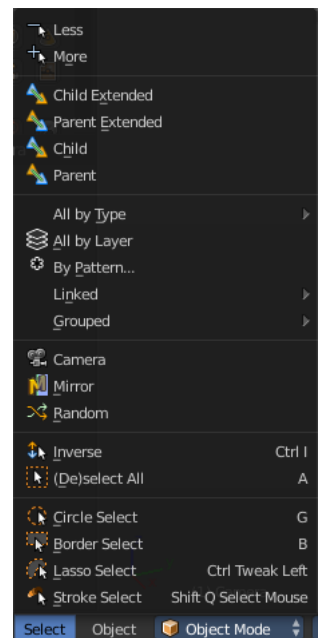 Less
More
Child Extended
Parent Extended
Child
Parent
All by Type
All by Layer
By Pattern...
Linked
Grouped
Camera
Mirror
Random
Inverse Ctrl I
(De)select All A
Circle Select G
Border Select B
Lasso Select Ctrl Tweak Left
Stroke Select Shift Q Select Mouse
Select Object Object Mode